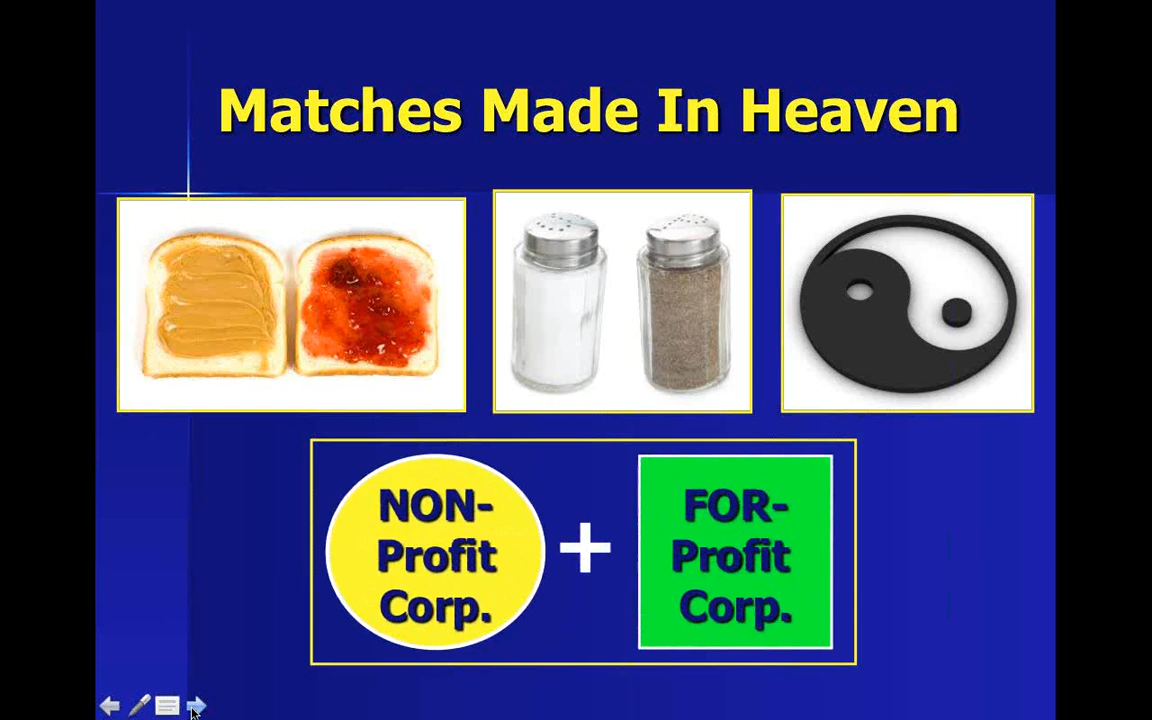 Matches Made In Heaven
NON-
Profit
Corp.
+
FOR-
Profit
Corp.